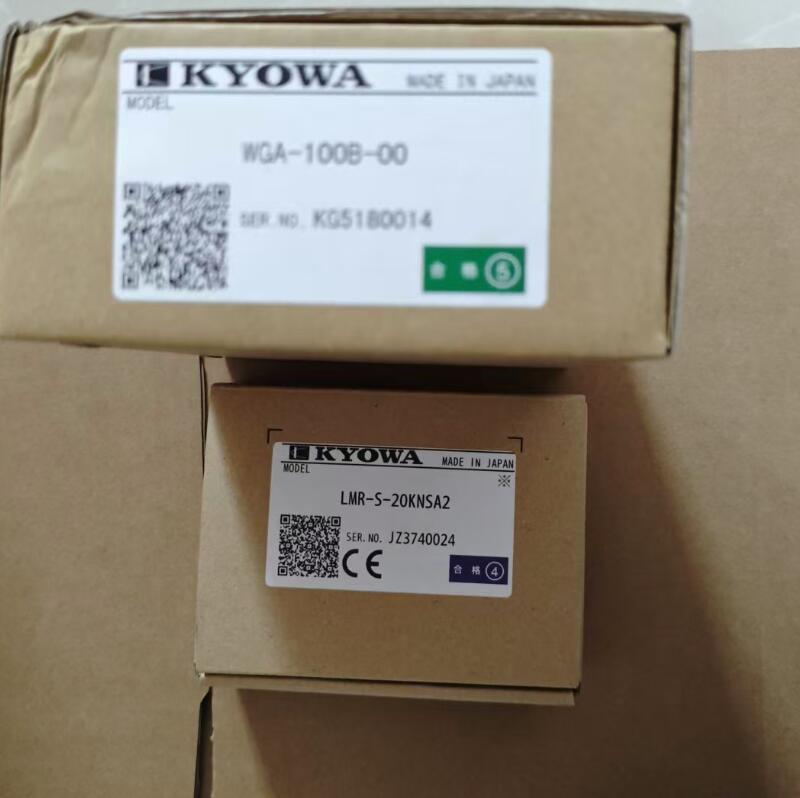 KYOWA MADE IN JAPAN
MODEL
WGA-100B-00
SER.NO. KG5180014
合格⑤
KYOWA MADE IN JAPAN
MODEL
※
LMR-S-20KNSA2
SER.NO. JZ3740024
CE
合格④